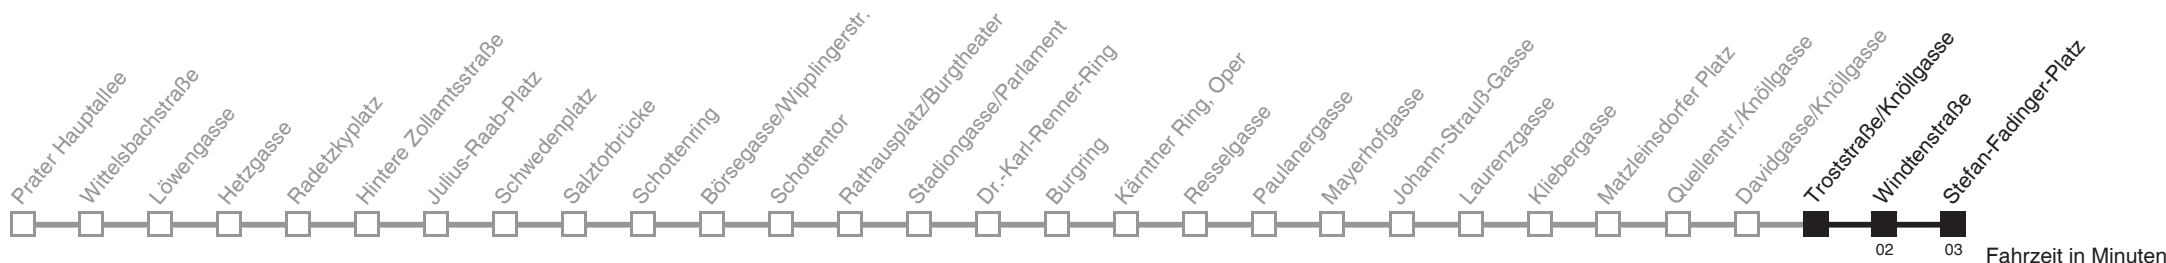 Prater Hauptallee
Wittelsbachstraße
Löwengasse
Hetzgasse
Radetzkyplatz
Hintere Zollamtsstraße
Julius-Raab-Platz
Schwedenplatz
Salztorbrücke
Schottenring
Börsegasse/Wipplingerstr.
Schottentor
Rathausplatz/Burgtheater
Stadiongasse/Parlament
Dr.-Karl-Renner-Ring
Burgring
Kärntner Ring, Oper
Resselgasse
Paulanergasse
Mayerhofgasse
Johann-Strauß-Gasse
Laurenzgasse
Kliebergasse
Matzleinsdorfer Platz
Quellenstr./Knöllgasse
Davidgasse/Knöllgasse
Troststraße/Knöllgasse
Windtenstraße
Stefan-Fadinger-Platz
02
03
Fahrzeit in Minuten